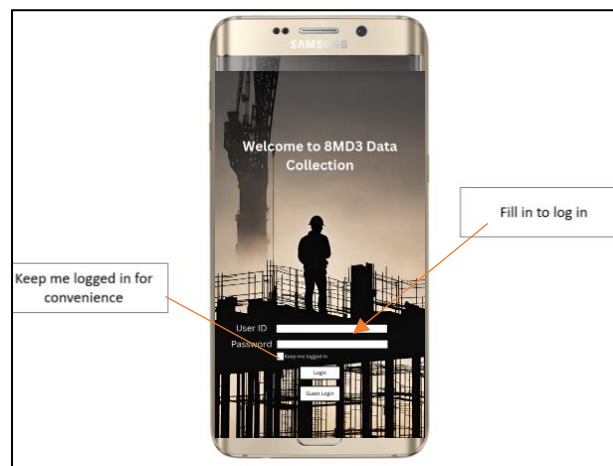 SAMSUNG
Welcome to 8MD3 Data
Collection
Fill in to log in
Keep me logged in for
convenience
User ID
Password
Keep me logged in
Login
Guest Login